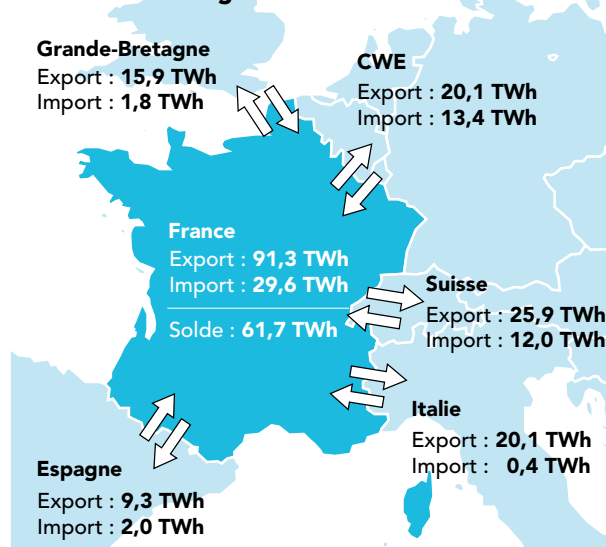 Grande-Bretagne
Export : 15,9 TWh
Import : 1,8 TWh
CWE
Export : 20,1 TWh
Import : 13,4 TWh
France
Export : 91,3 TWh
Import : 29,6 TWh
Solde : 61,7 TWh
Suisse
Export : 25,9 TWh
Import : 12,0 TWh
Italie
Export : 20,1 TWh
Import : 0,4 TWh
Espagne
Export : 9,3 TWh
Import : 2,0 TWh